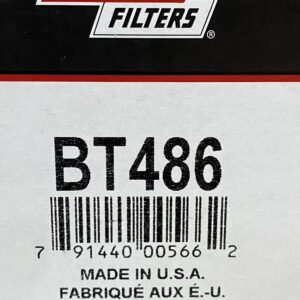 FILTERS®
BT486
7 91440 00566 2
MADE IN U.S.A.
FABRIQUÉ AUX É.-U.